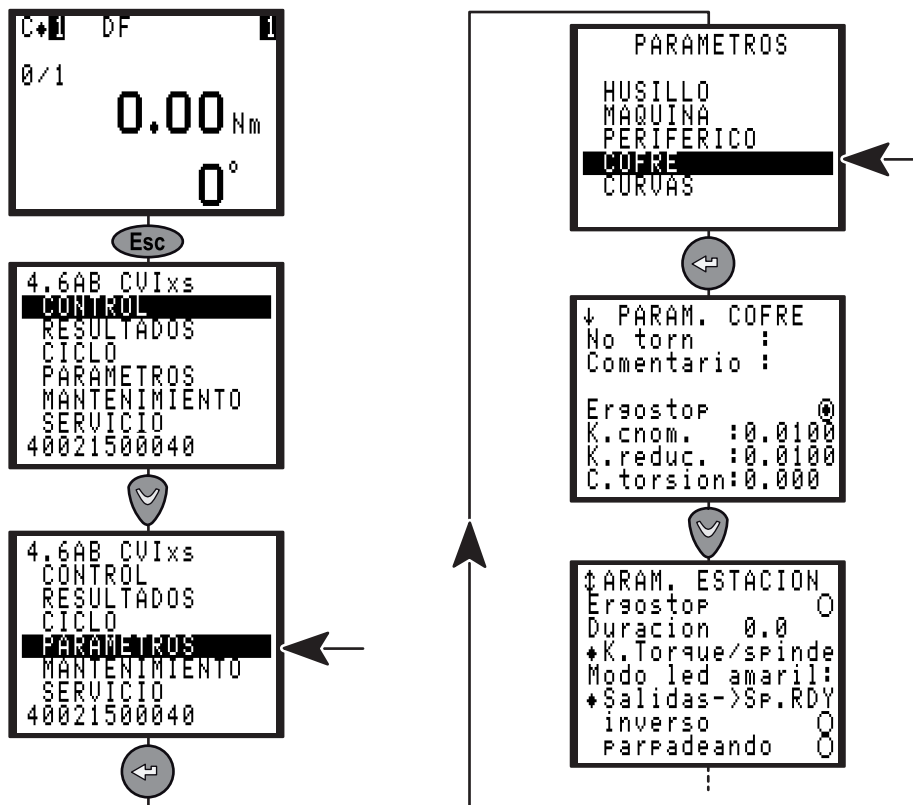 C♦1 DF 1
0/1
0.00 Nm
0°
Esc
4.6AB CVIxs
CONTROL
RESULTADOS
CICLO
PARAMETROS
MANTENIMIENTO
SERVICIO
40021500040
4.6AB CVIxs
CONTROL
RESULTADOS
CICLO
PARAMETROS
MANTENIMIENTO
SERVICIO
40021500040
PARAMETROS
HUSILLO
MAQUINA
PERIFERICO
COFRE
CURVAS
↓ PARAM. COFRE
No torn :
Comentario :
Ergostop ◉
K.cnom. :0.0100
K.reduc. :0.0100
C.torsion:0.000
↕ARAM. ESTACION
Ergostop ○
Duracion 0.0
♦K.Torque/spinde
Modo led amaril:
♦Salidas->Sp.RDY
inverso ○
parpadeando ○